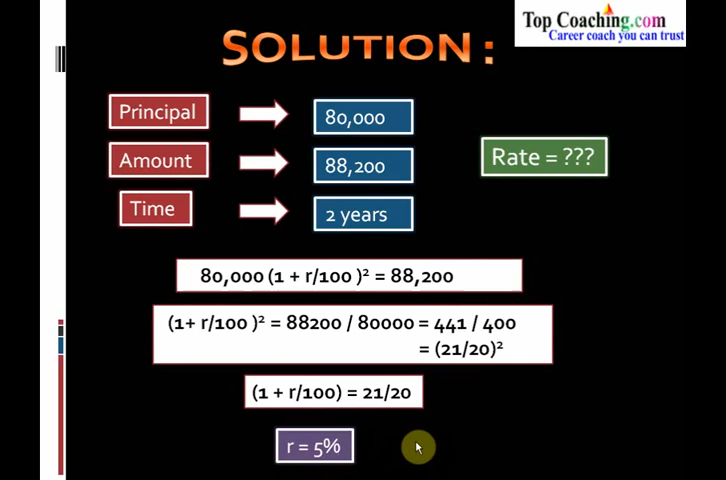 Top Coaching.com
Career coach you can trust
SOLUTION :
Principal
80,000
Amount
88,200
Rate = ???
Time
2 years
80,000 (1 + r/100 )² = 88,200
(1+ r/100 )² = 88200 / 80000 = 441 / 400
= (21/20)²
(1 + r/100) = 21/20
r = 5%